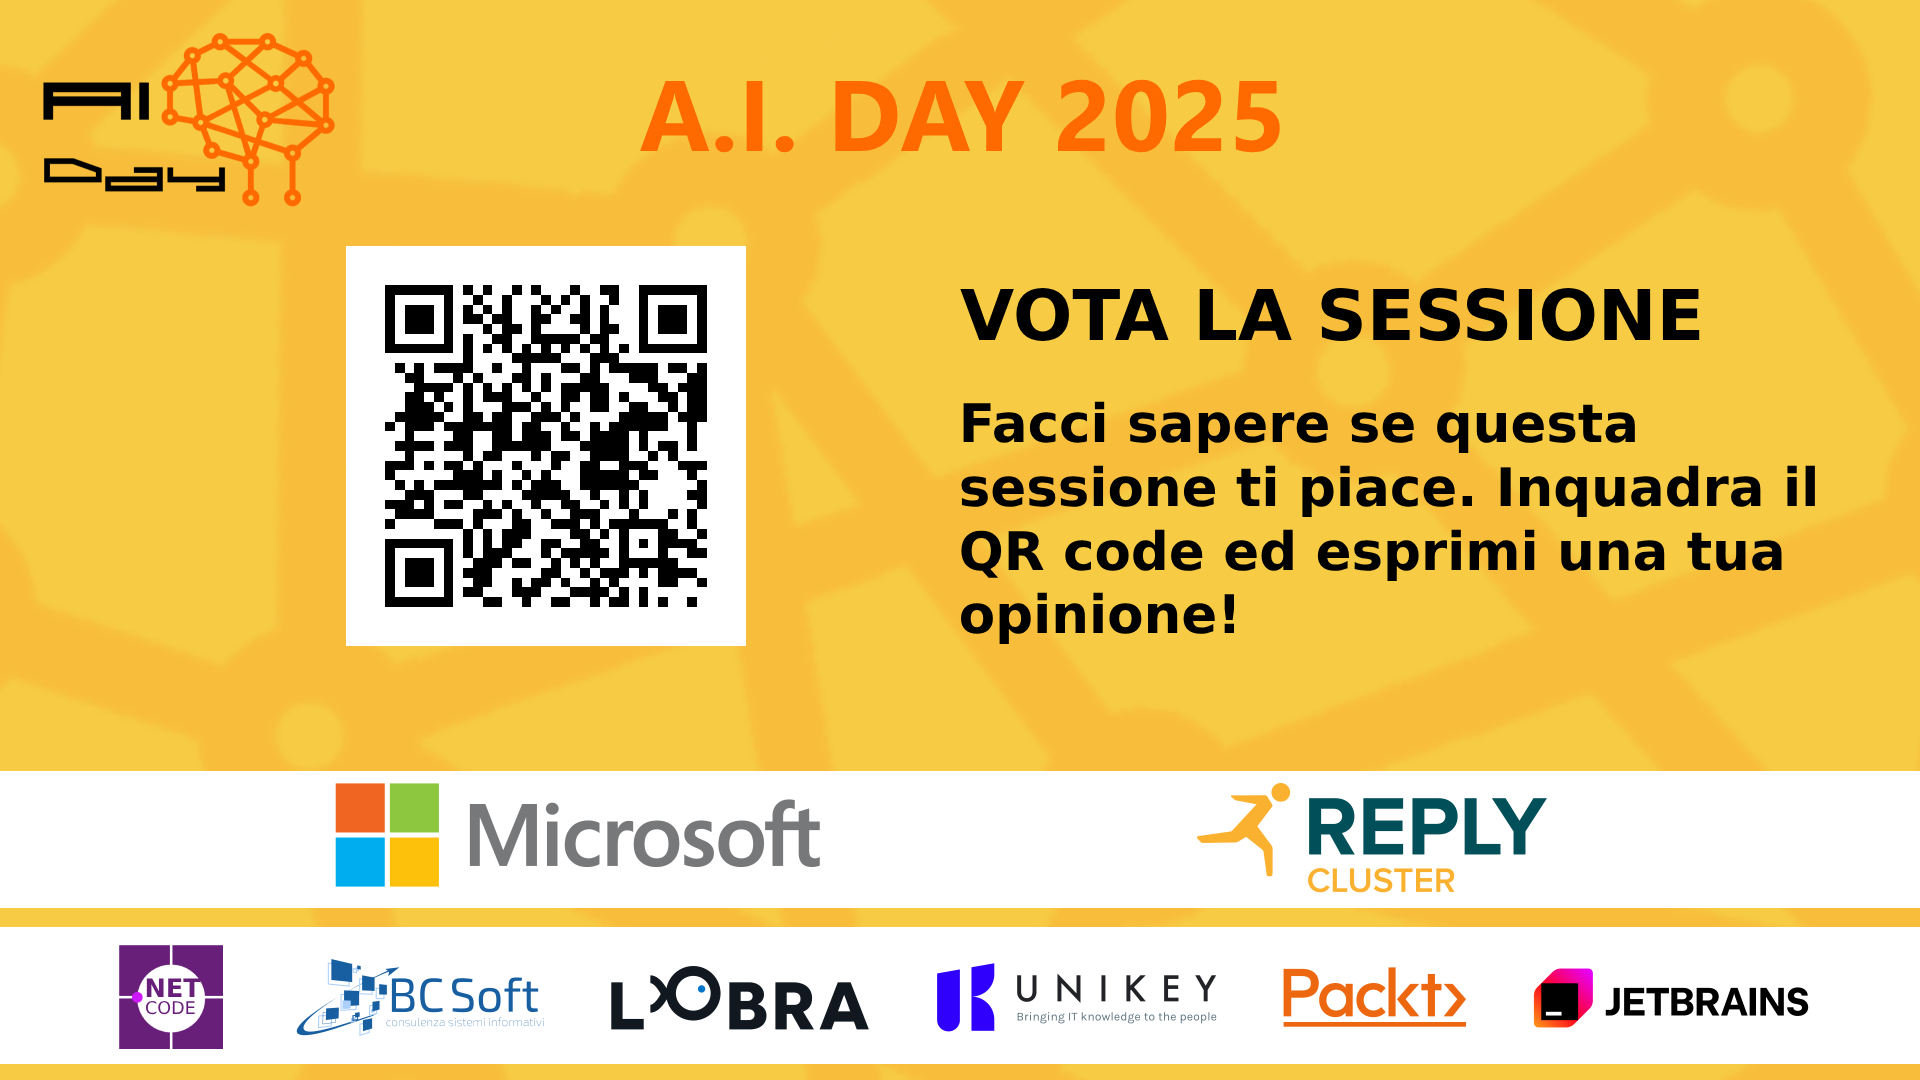 AI
Day
A.I. DAY 2025
VOTA LA SESSIONE
Facci sapere se questa
sessione ti piace. Inquadra il
QR code ed esprimi una tua
opinione!
Microsoft
REPLY
CLUSTER
NET
CODE
BCSoft
consulenza sistemi informativi
LOBRA
UNIKEY
Bringing IT knowledge to the people
Packt
JETBRAINS